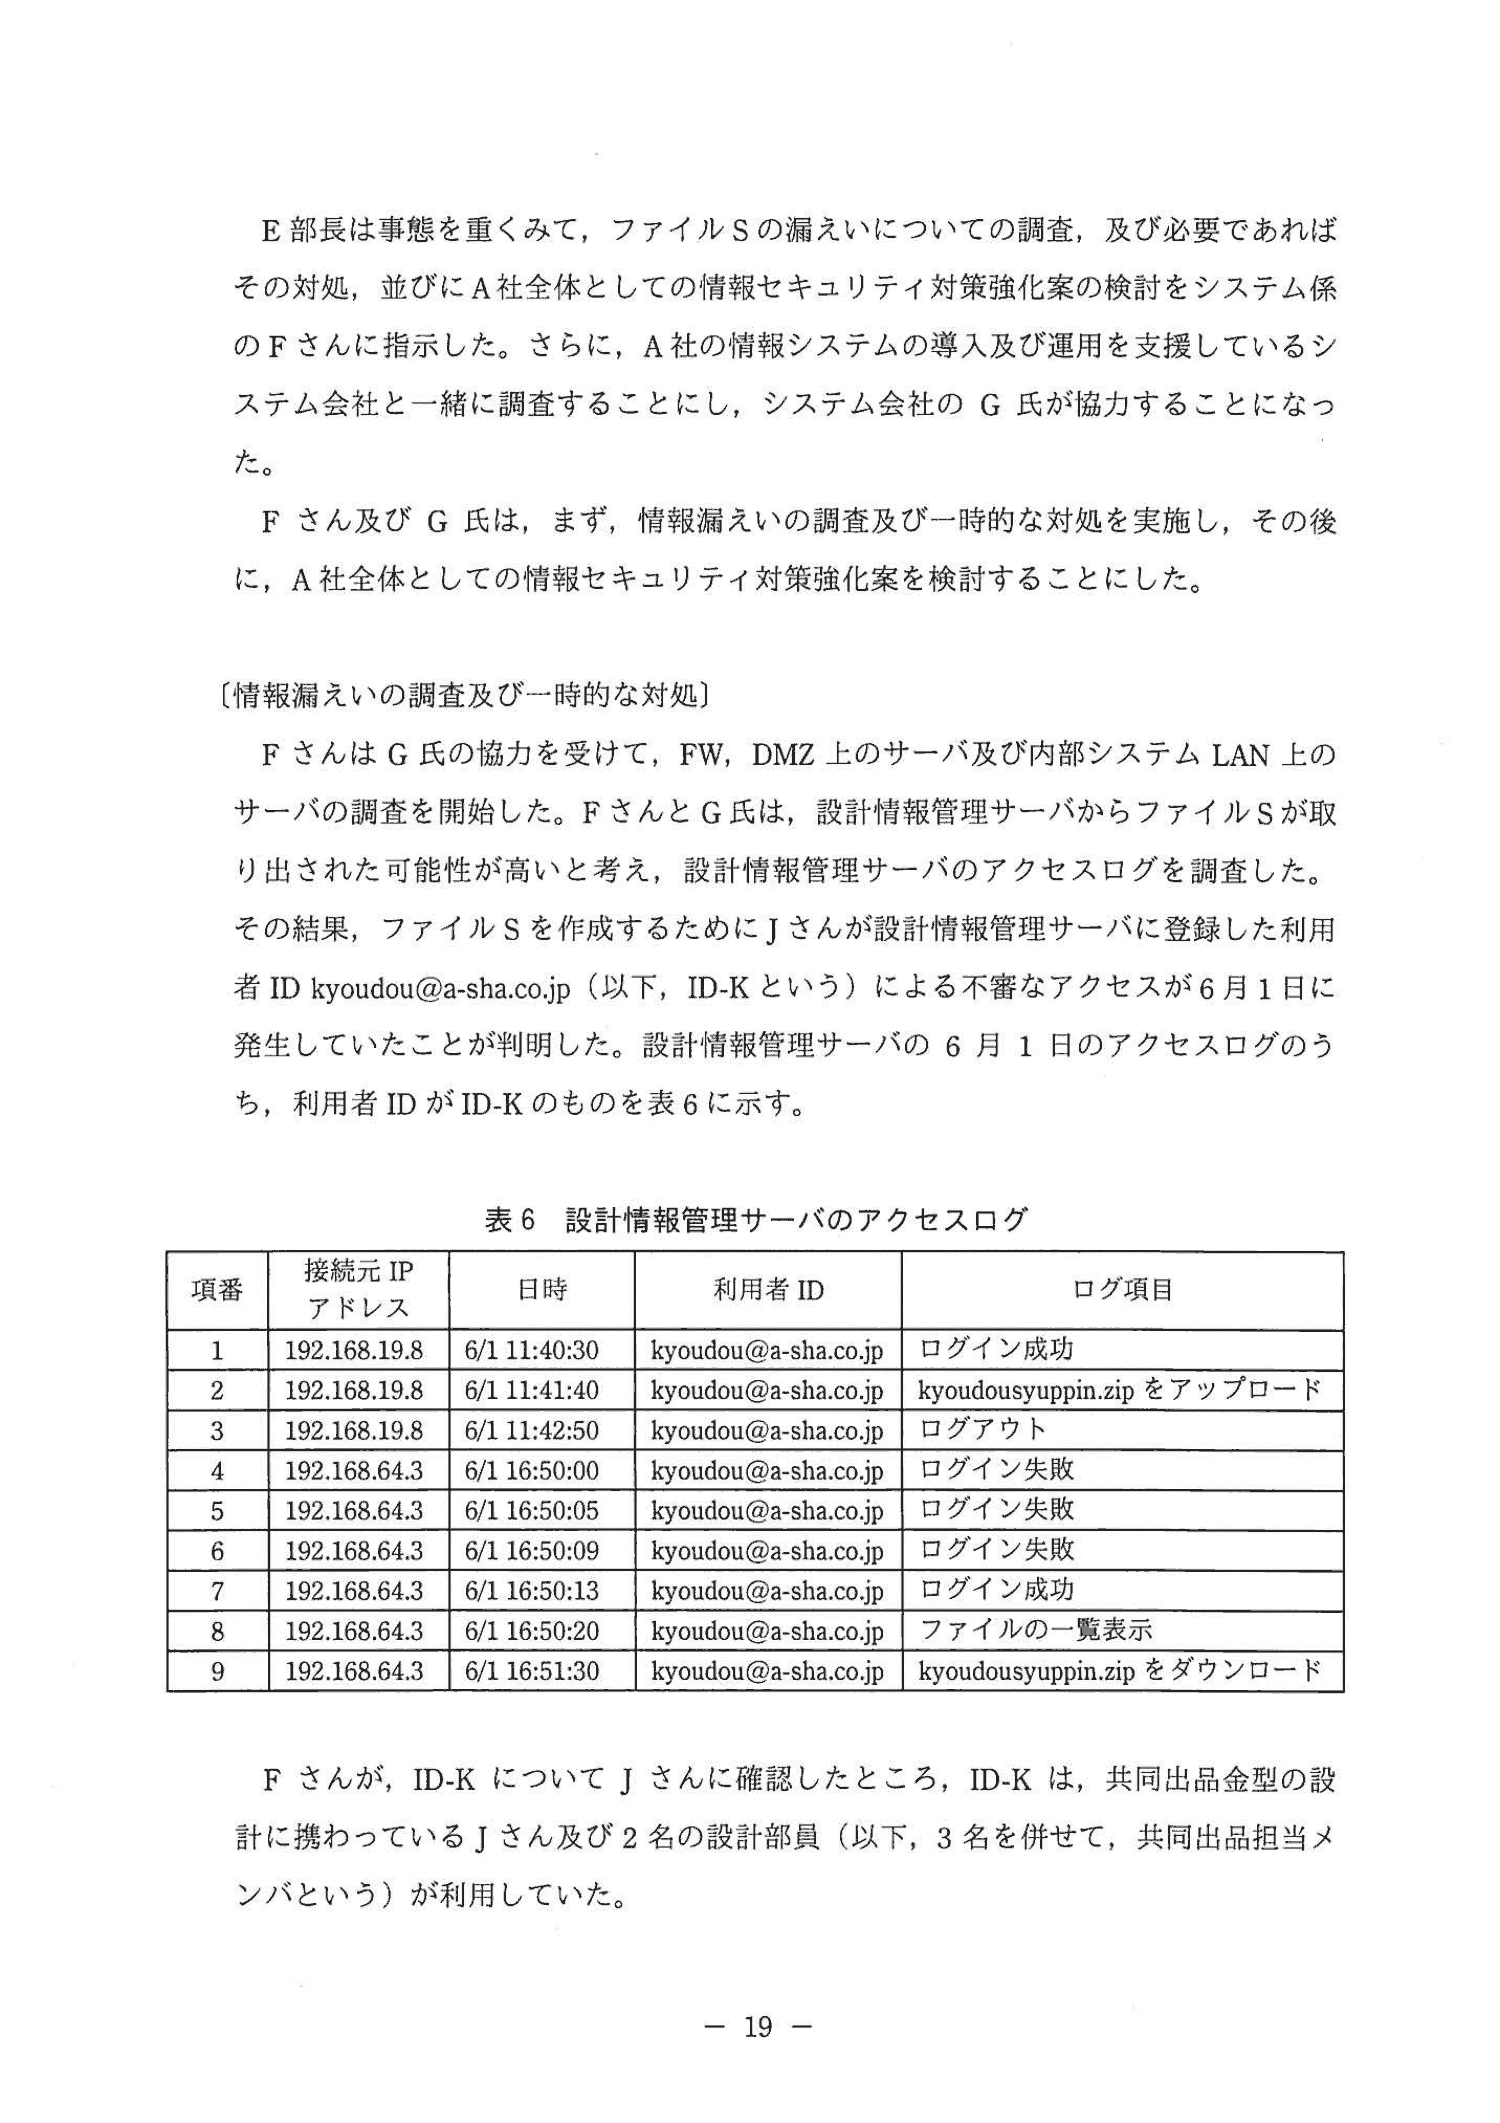 E 部長は事態を重くみて，ファイル S の漏えいについての調査，及び必要であれば
その対処，並びに A 社全体としての情報セキュリティ対策強化案の検討をシステム係
の F さんに指示した。さらに，A 社の情報システムの導入及び運用を支援しているシ
ステム会社と一緒に調査することにし，システム会社の G 氏が協力することになっ
た。
F さん及び G 氏は，まず，情報漏えいの調査及び一時的な対処を実施し，その後
に，A 社全体としての情報セキュリティ対策強化案を検討することにした。
〔情報漏えいの調査及び一時的な対処〕
F さんは G 氏の協力を受けて，FW，DMZ 上のサーバ及び内部システム LAN 上の
サーバの調査を開始した。F さんと G 氏は，設計情報管理サーバからファイル S が取
り出された可能性が高いと考え，設計情報管理サーバのアクセスログを調査した。
その結果，ファイル S を作成するために J さんが設計情報管理サーバに登録した利用
者 ID kyoudou@a-sha.co.jp（以下，ID-K という）による不審なアクセスが 6 月 1 日に
発生していたことが判明した。設計情報管理サーバの 6 月 1 日のアクセスログのう
ち，利用者 ID が ID-K のものを表 6 に示す。
表 6 設計情報管理サーバのアクセスログ
項番 接続元 IP アドレス 日時 利用者 ID ログ項目
1 192.168.19.8 6/1 11:40:30 kyoudou@a-sha.co.jp ログイン成功
2 192.168.19.8 6/1 11:41:40 kyoudou@a-sha.co.jp kyoudousyuppin.zip をアップロード
3 192.168.19.8 6/1 11:42:50 kyoudou@a-sha.co.jp ログアウト
4 192.168.64.3 6/1 16:50:00 kyoudou@a-sha.co.jp ログイン失敗
5 192.168.64.3 6/1 16:50:05 kyoudou@a-sha.co.jp ログイン失敗
6 192.168.64.3 6/1 16:50:09 kyoudou@a-sha.co.jp ログイン失敗
7 192.168.64.3 6/1 16:50:13 kyoudou@a-sha.co.jp ログイン成功
8 192.168.64.3 6/1 16:50:20 kyoudou@a-sha.co.jp ファイルの一覧表示
9 192.168.64.3 6/1 16:51:30 kyoudou@a-sha.co.jp kyoudousyuppin.zip をダウンロード
F さんが，ID-K について J さんに確認したところ，ID-K は，共同出品金型の設
計に携わっている J さん及び 2 名の設計部員（以下，3 名を併せて，共同出品担当メ
ンバという）が利用していた。
－ 19 －